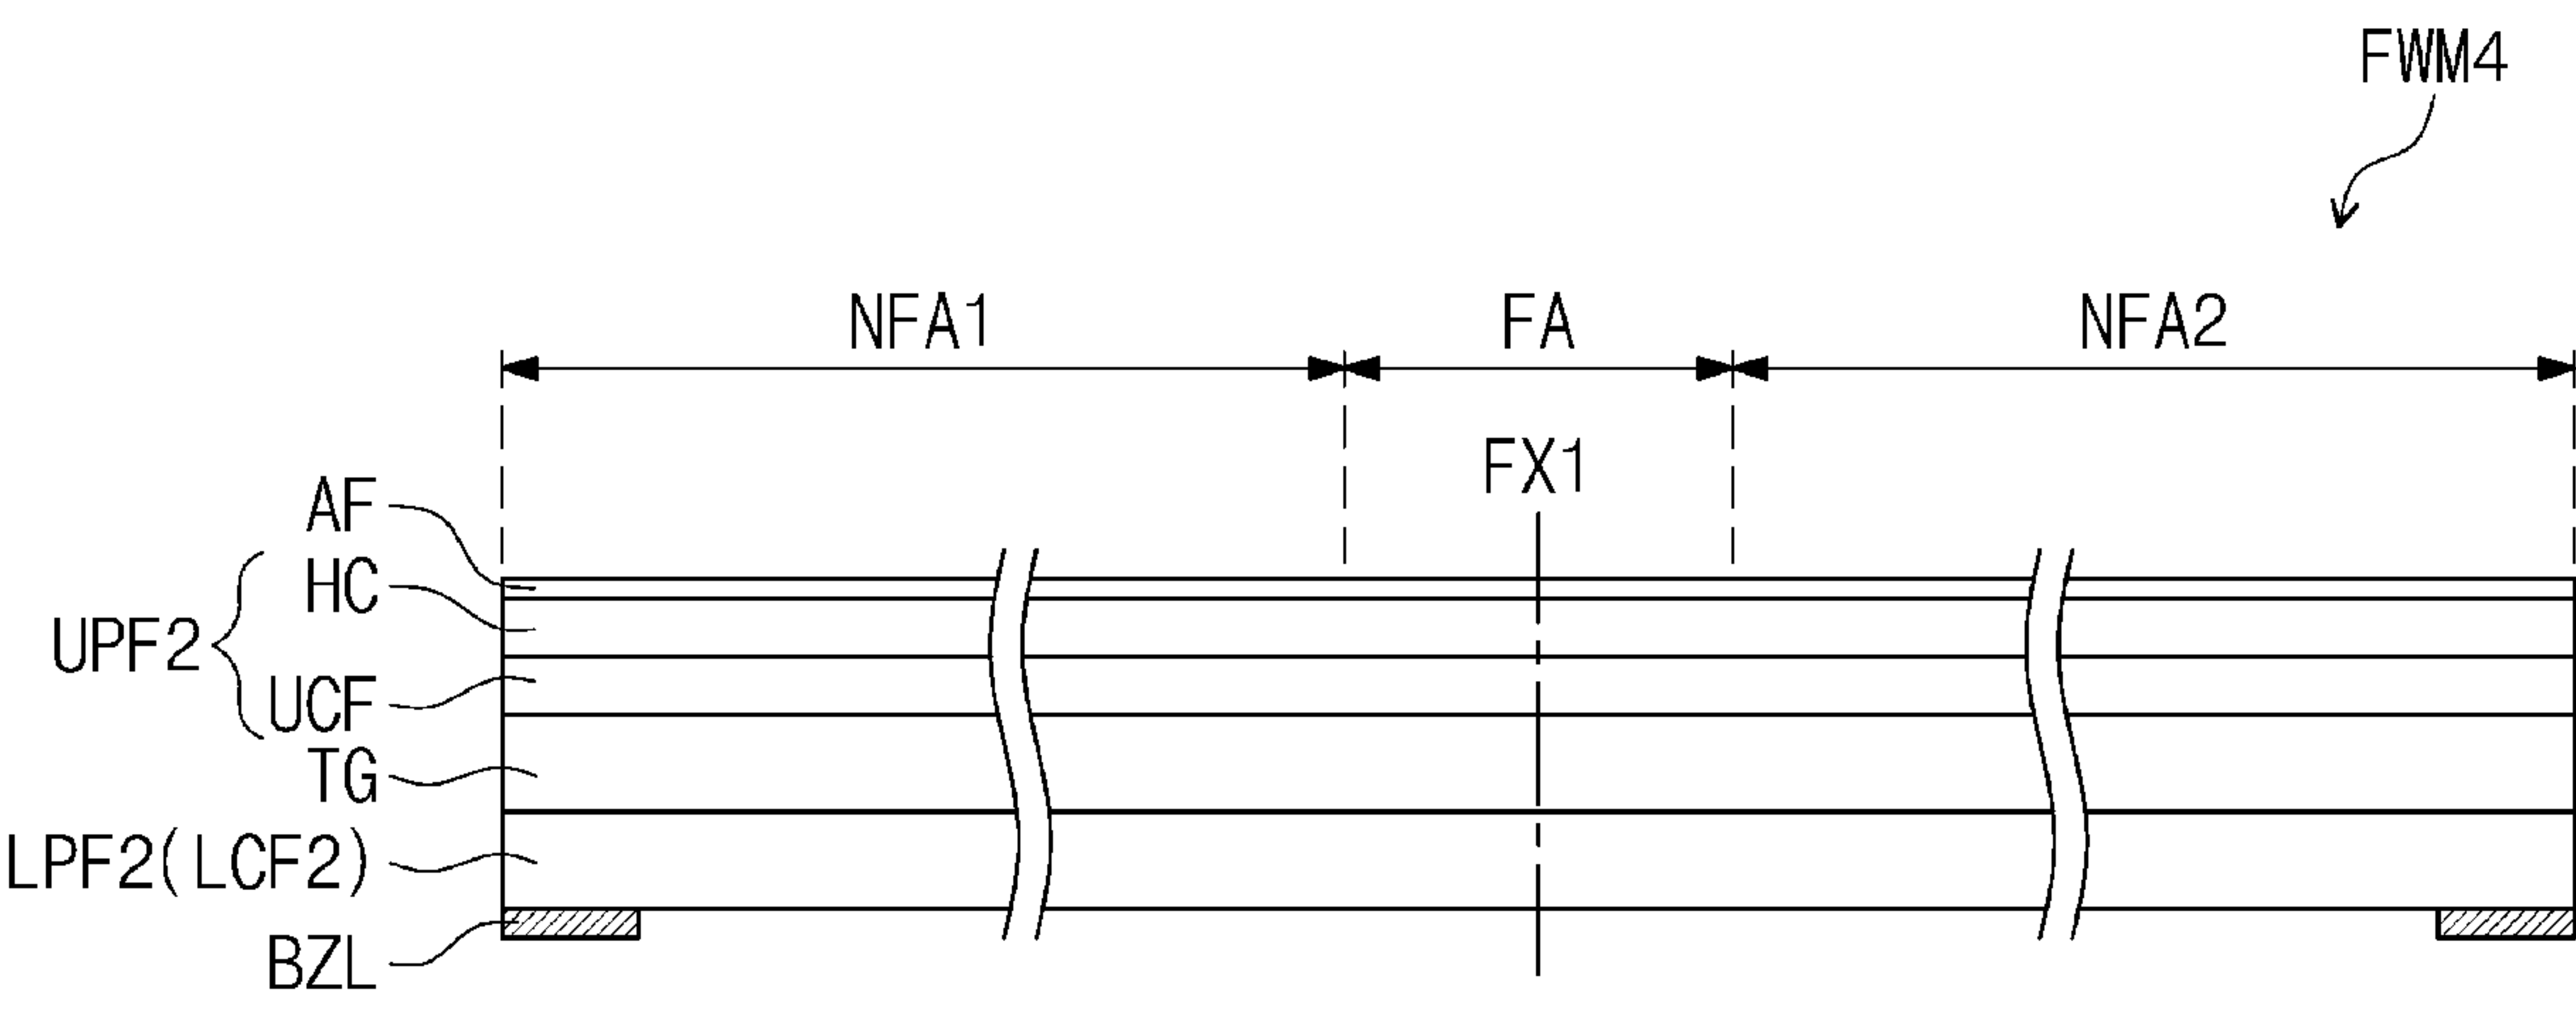 FWM4
NFA1 FA NFA2
FX1
AF
HC
UPF2
UCF
TG
LPF2(LCF2)
BZL